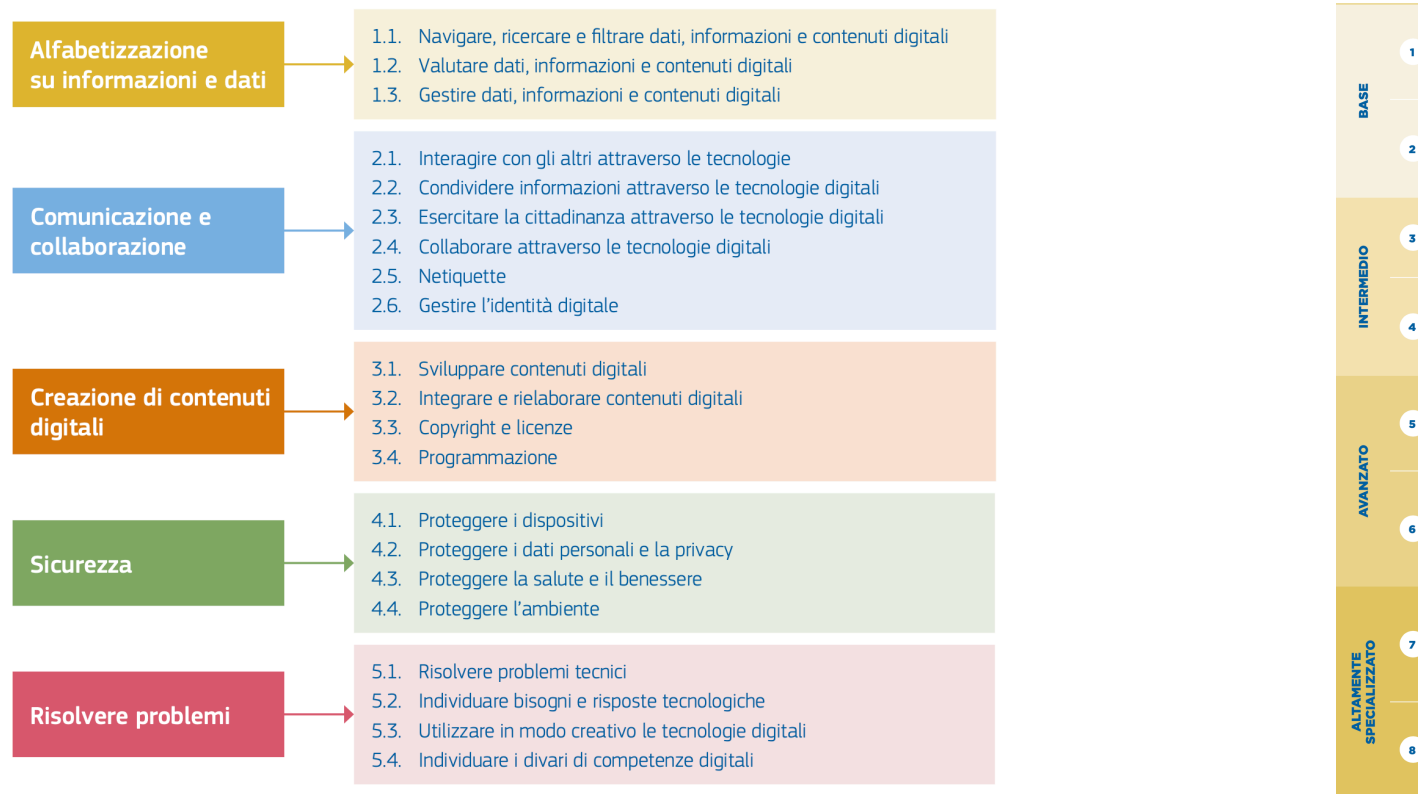 Alfabetizzazione
su informazioni e dati
1.1. Navigare, ricercare e filtrare dati, informazioni e contenuti digitali
1.2. Valutare dati, informazioni e contenuti digitali
1.3. Gestire dati, informazioni e contenuti digitali
Comunicazione e
collaborazione
2.1. Interagire con gli altri attraverso le tecnologie
2.2. Condividere informazioni attraverso le tecnologie digitali
2.3. Esercitare la cittadinanza attraverso le tecnologie digitali
2.4. Collaborare attraverso le tecnologie digitali
2.5. Netiquette
2.6. Gestire l'identità digitale
Creazione di contenuti
digitali
3.1. Sviluppare contenuti digitali
3.2. Integrare e rielaborare contenuti digitali
3.3. Copyright e licenze
3.4. Programmazione
Sicurezza
4.1. Proteggere i dispositivi
4.2. Proteggere i dati personali e la privacy
4.3. Proteggere la salute e il benessere
4.4. Proteggere l'ambiente
Risolvere problemi
5.1. Risolvere problemi tecnici
5.2. Individuare bisogni e risposte tecnologiche
5.3. Utilizzare in modo creativo le tecnologie digitali
5.4. Individuare i divari di competenze digitali
BASE
1
2
INTERMEDIO
3
4
AVANZATO
5
6
ALTAMENTE
SPECIALIZZATO
7
8